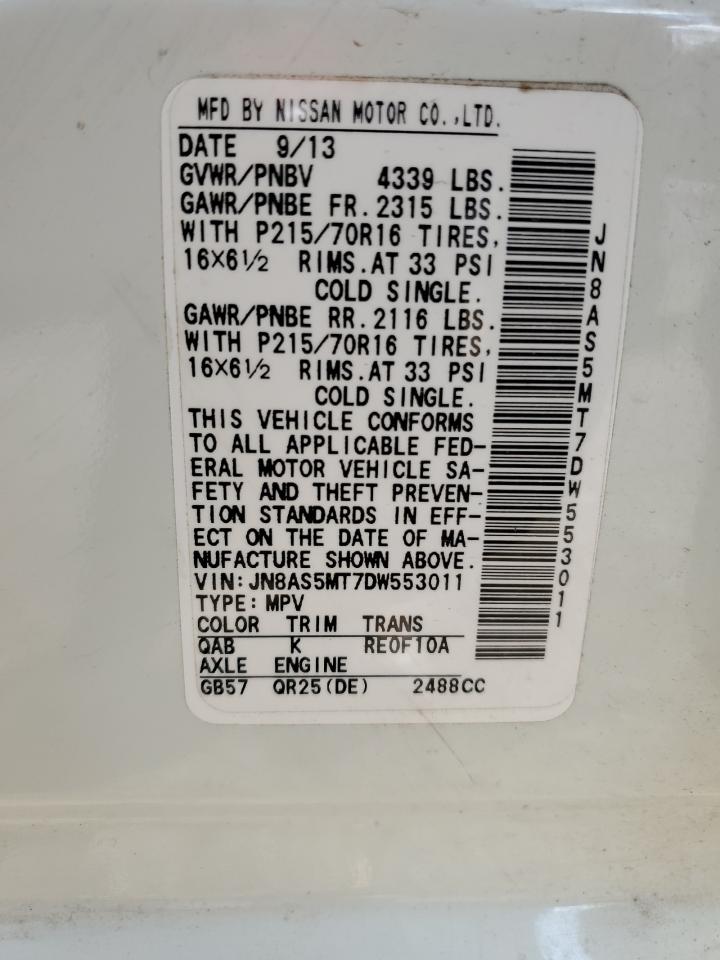 MFD BY NISSAN MOTOR CO.,LTD.
DATE 9/13
GVWR/PNBV 4339 LBS.
GAWR/PNBE FR.2315 LBS.
WITH P215/70R16 TIRES,
16X6½ RIMS.AT 33 PSI
COLD SINGLE.
GAWR/PNBE RR.2116 LBS.
WITH P215/70R16 TIRES,
16X6½ RIMS.AT 33 PSI
COLD SINGLE.
THIS VEHICLE CONFORMS
TO ALL APPLICABLE FED-
ERAL MOTOR VEHICLE SA-
FETY AND THEFT PREVEN-
TION STANDARDS IN EFF-
ECT ON THE DATE OF MA-
NUFACTURE SHOWN ABOVE.
VIN:JN8AS5MT7DW553011
TYPE:MPV
COLOR TRIM TRANS
QAB K RE0F10A
AXLE ENGINE
GB57 QR25(DE) 2488CC
JN8AS5MT7DW553011